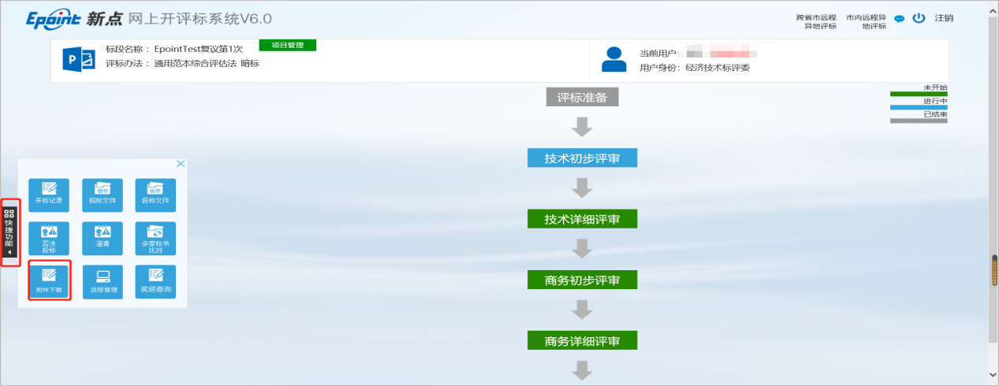 Epoint 新点 网上开评标系统V6.0
跨省市远程
异地评标
市内远程异
地评标
注销
标段名称： EpointTest复议第1次
项目管理
评标办法： 通用范本综合评估法 暗标
当前用户
用户身份： 经济技术标评委
未开始
进行中
已结束
评标准备
技术初步评审
技术详细评审
商务初步评审
商务详细评审
快捷功能
开标记录
招标
招标文件
投标
投标文件
否决
投标
澄清
多家标书
比对
附件下载
流程管理
奖惩查询
P